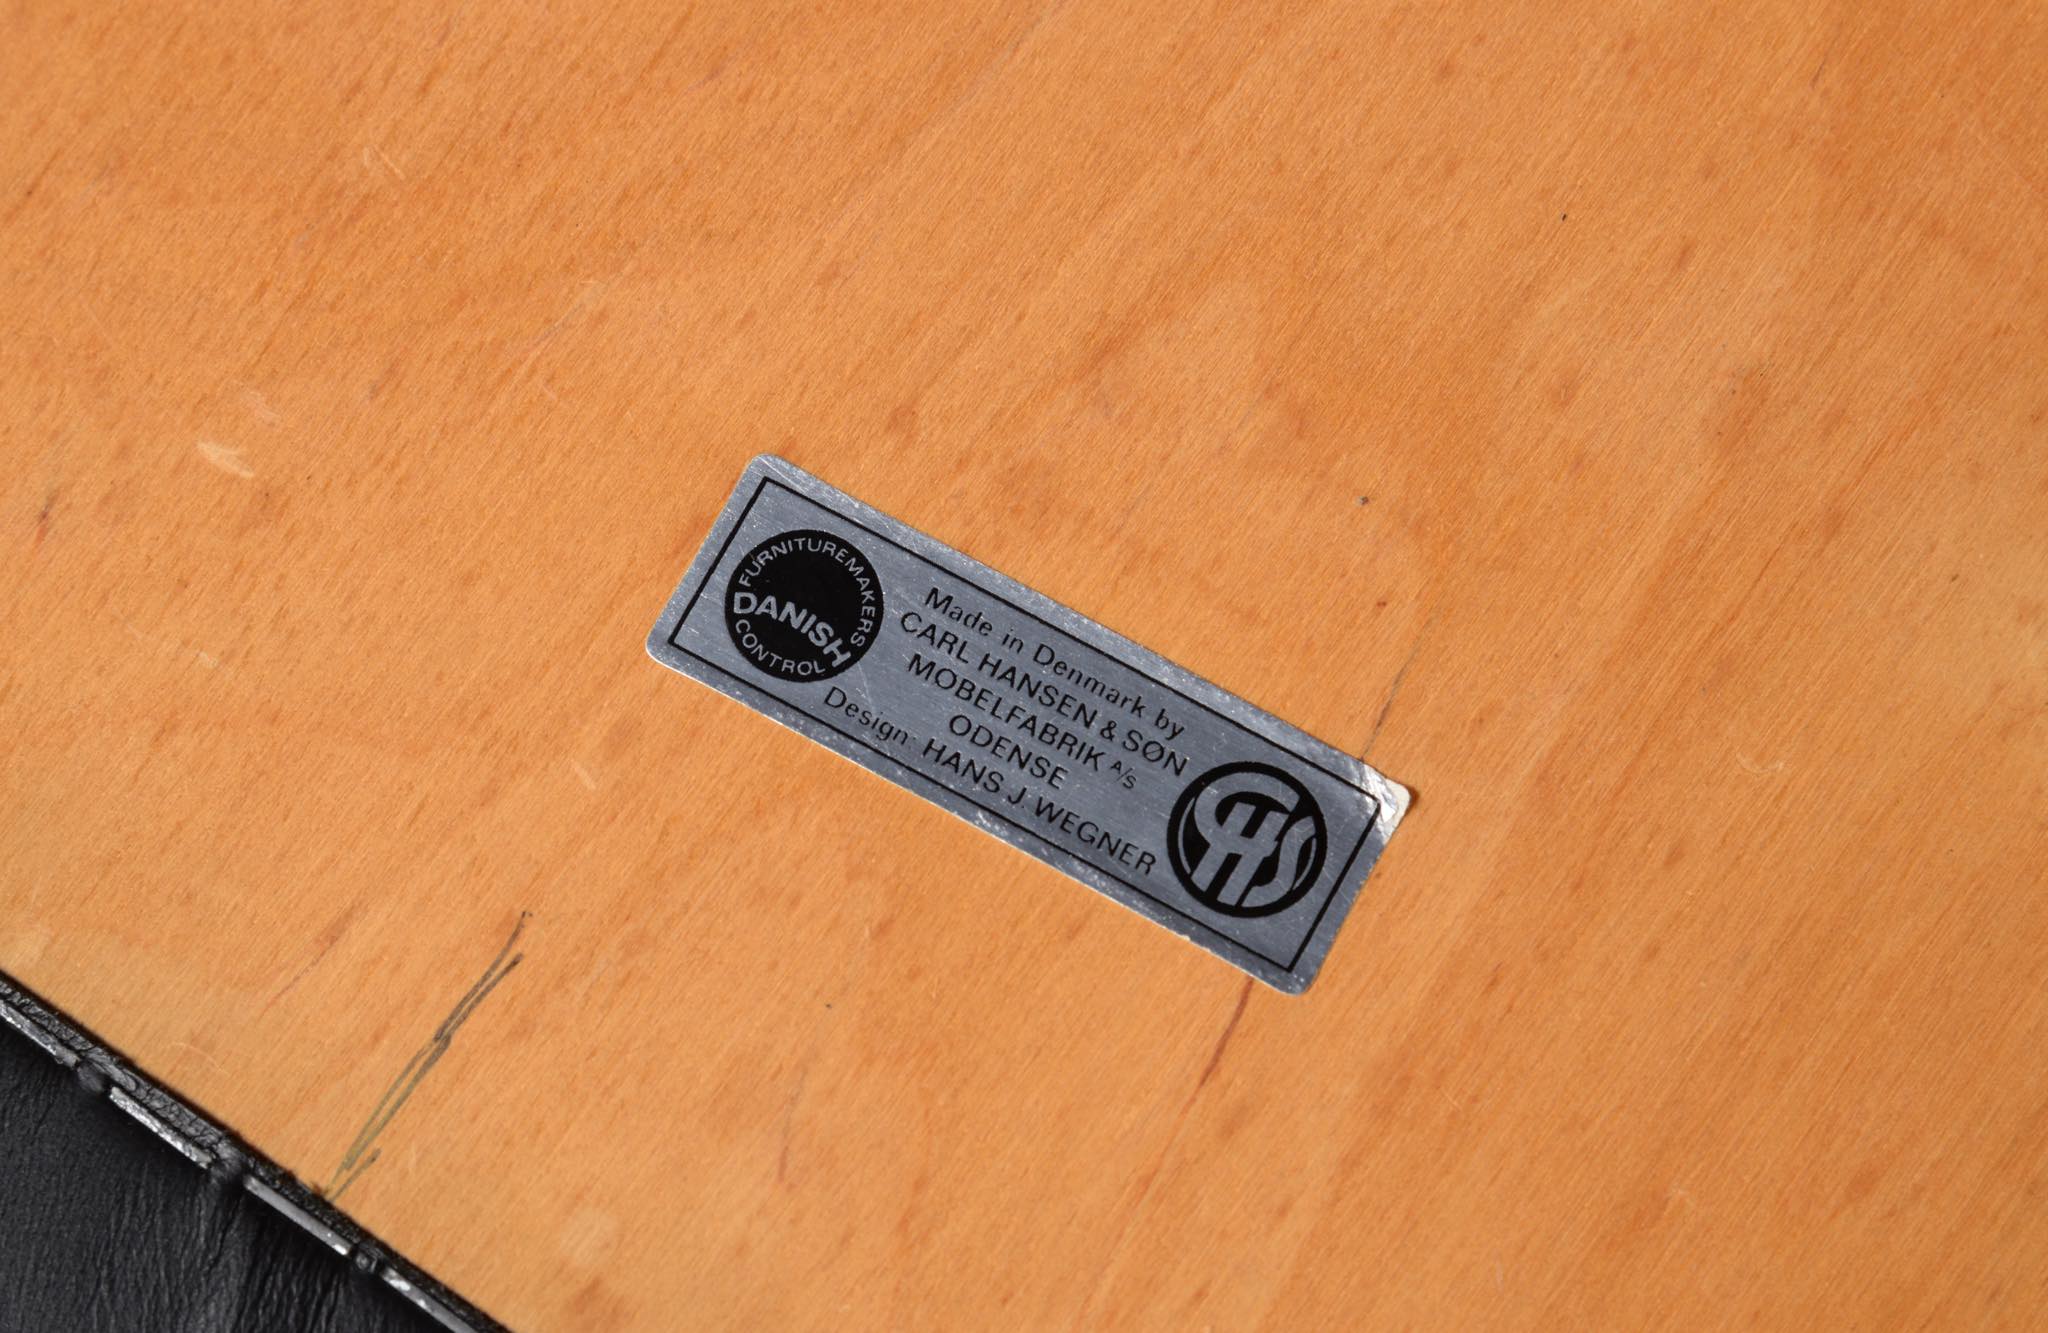 FURNITUREMAKERS
DANISH
CONTROL
Made in Denmark by
CARL HANSEN & SØN
MOBELFABRIK A/S
ODENSE
Design HANS J. WEGNER
CHS